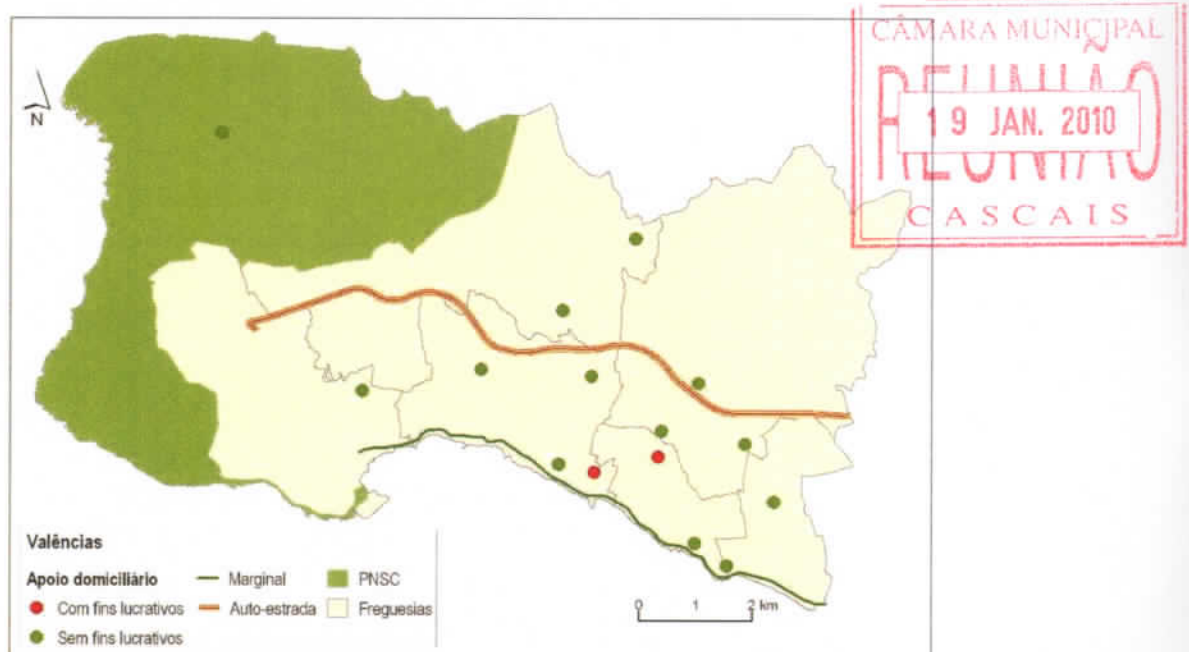 CÂMARA MUNICIPAL
REUNIÃO
19 JAN. 2010
CASCAIS
N
Valências
Apoio domiciliário
Com fins lucrativos
Sem fins lucrativos
Marginal
Auto-estrada
PNSC
Freguesias
0 1 2 km